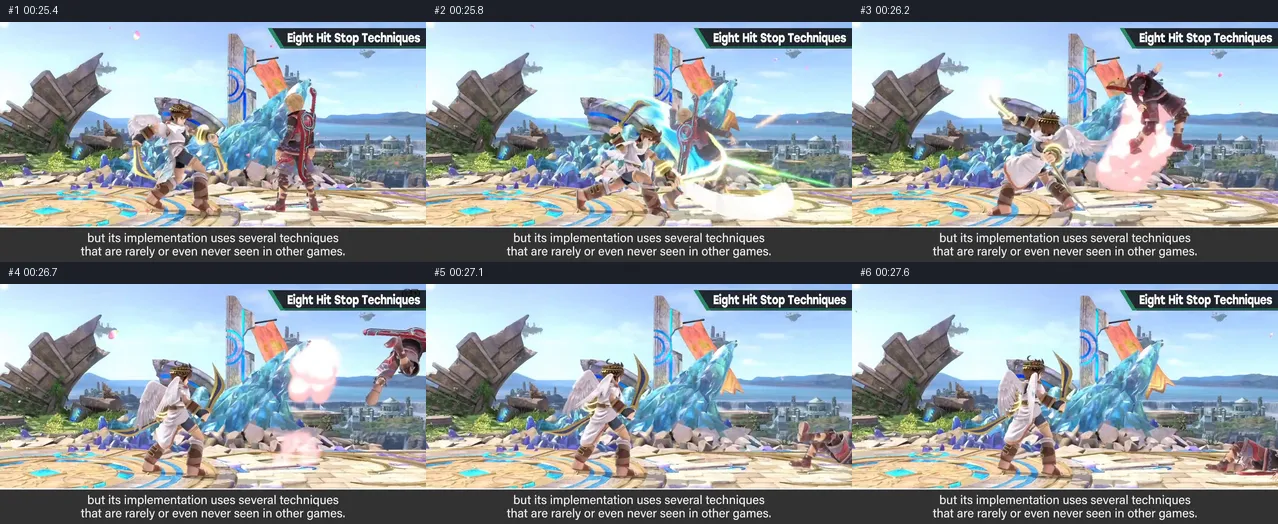 #1 00:25.4
Eight Hit Stop Techniques
but its implementation uses several techniques
that are rarely or even never seen in other games.
#2 00:25.8
Eight Hit Stop Techniques
but its implementation uses several techniques
that are rarely or even never seen in other games.
#3 00:26.2
Eight Hit Stop Techniques
but its implementation uses several techniques
that are rarely or even never seen in other games.
#4 00:26.7
Eight Hit Stop Techniques
but its implementation uses several techniques
that are rarely or even never seen in other games.
#5 00:27.1
Eight Hit Stop Techniques
but its implementation uses several techniques
that are rarely or even never seen in other games.
#6 00:27.6
Eight Hit Stop Techniques
but its implementation uses several techniques
that are rarely or even never seen in other games.